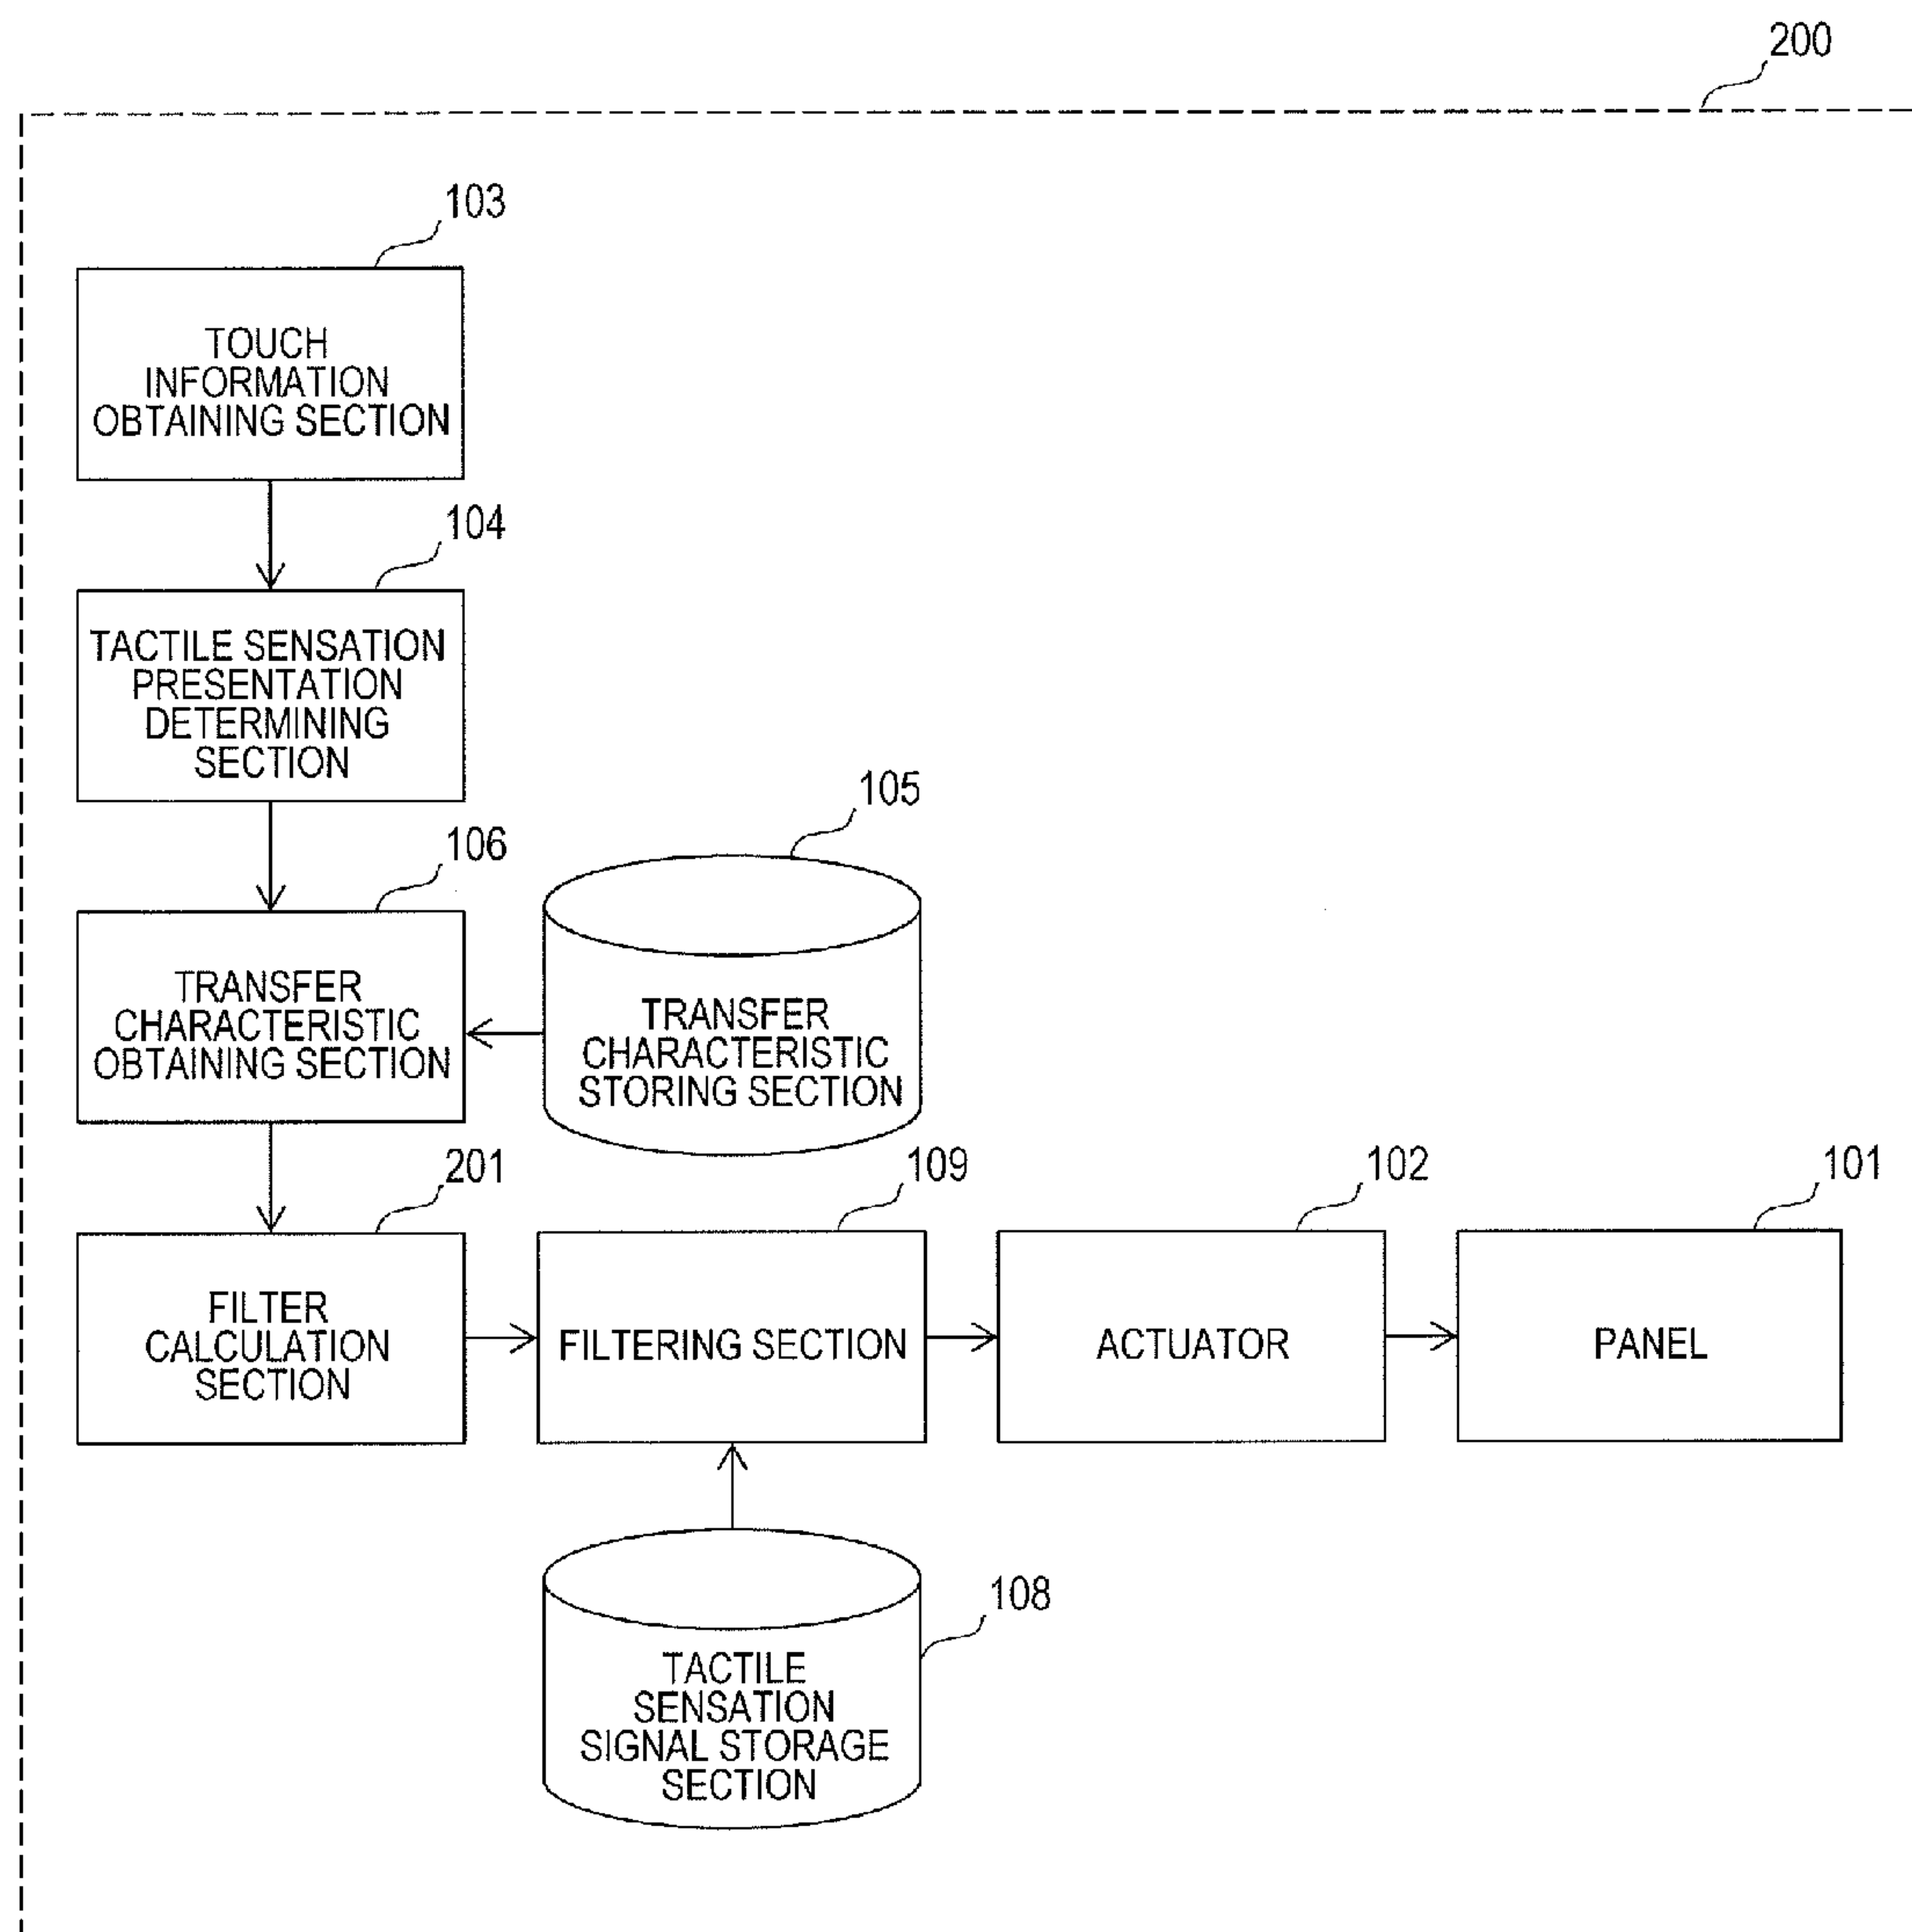 200
103
TOUCH
INFORMATION
OBTAINING SECTION
104
TACTILE SENSATION
PRESENTATION
DETERMINING
SECTION
105
106
TRANSFER
CHARACTERISTIC
OBTAINING SECTION
TRANSFER
CHARACTERISTIC
STORING SECTION
201
109
102
101
FILTER
CALCULATION
SECTION
FILTERING SECTION
ACTUATOR
PANEL
108
TACTILE
SENSATION
SIGNAL STORAGE
SECTION